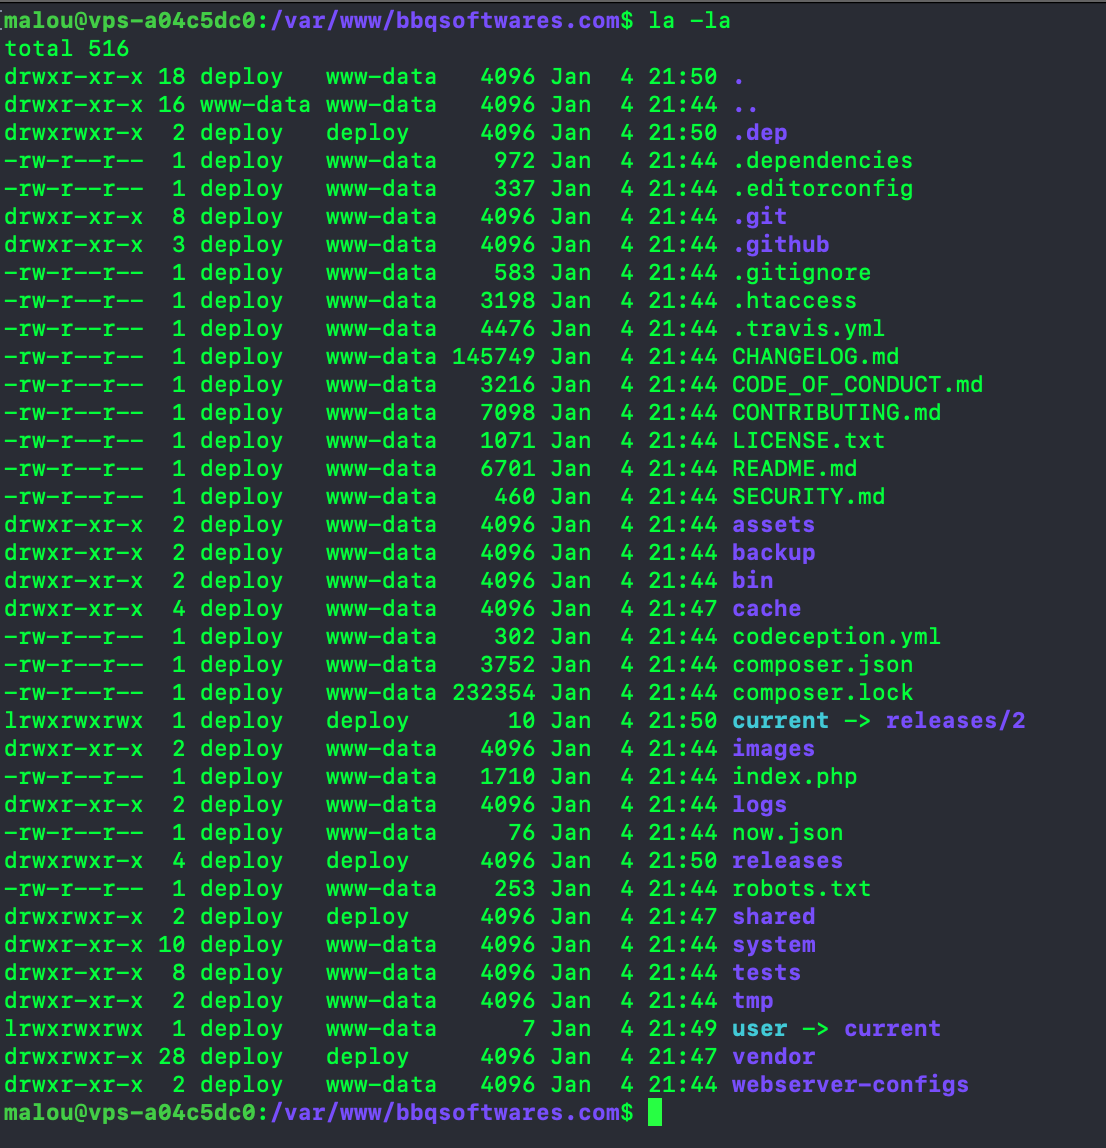 malou@vps-a04c5dc0:/var/www/bbqsoftwares.com$ la -la
total 516
drwxr-xr-x 18 deploy   www-data   4096 Jan  4 21:50 .
drwxr-xr-x 16 www-data www-data   4096 Jan  4 21:44 ..
drwxrwxr-x  2 deploy   deploy     4096 Jan  4 21:50 .dep
-rw-r--r--  1 deploy   www-data    972 Jan  4 21:44 .dependencies
-rw-r--r--  1 deploy   www-data    337 Jan  4 21:44 .editorconfig
drwxr-xr-x  8 deploy   www-data   4096 Jan  4 21:44 .git
drwxr-xr-x  3 deploy   www-data   4096 Jan  4 21:44 .github
-rw-r--r--  1 deploy   www-data    583 Jan  4 21:44 .gitignore
-rw-r--r--  1 deploy   www-data   3198 Jan  4 21:44 .htaccess
-rw-r--r--  1 deploy   www-data   4476 Jan  4 21:44 .travis.yml
-rw-r--r--  1 deploy   www-data 145749 Jan  4 21:44 CHANGELOG.md
-rw-r--r--  1 deploy   www-data   3216 Jan  4 21:44 CODE_OF_CONDUCT.md
-rw-r--r--  1 deploy   www-data   7098 Jan  4 21:44 CONTRIBUTING.md
-rw-r--r--  1 deploy   www-data   1071 Jan  4 21:44 LICENSE.txt
-rw-r--r--  1 deploy   www-data   6701 Jan  4 21:44 README.md
-rw-r--r--  1 deploy   www-data    460 Jan  4 21:44 SECURITY.md
drwxr-xr-x  2 deploy   www-data   4096 Jan  4 21:44 assets
drwxr-xr-x  2 deploy   www-data   4096 Jan  4 21:44 backup
drwxr-xr-x  2 deploy   www-data   4096 Jan  4 21:44 bin
drwxr-xr-x  4 deploy   www-data   4096 Jan  4 21:47 cache
-rw-r--r--  1 deploy   www-data    302 Jan  4 21:44 codeception.yml
-rw-r--r--  1 deploy   www-data   3752 Jan  4 21:44 composer.json
-rw-r--r--  1 deploy   www-data 232354 Jan  4 21:44 composer.lock
lrwxrwxrwx  1 deploy   deploy       10 Jan  4 21:50 current -> releases/2
drwxr-xr-x  2 deploy   www-data   4096 Jan  4 21:44 images
-rw-r--r--  1 deploy   www-data   1710 Jan  4 21:44 index.php
drwxr-xr-x  2 deploy   www-data   4096 Jan  4 21:44 logs
-rw-r--r--  1 deploy   www-data     76 Jan  4 21:44 now.json
drwxrwxr-x  4 deploy   deploy     4096 Jan  4 21:50 releases
-rw-r--r--  1 deploy   www-data    253 Jan  4 21:44 robots.txt
drwxrwxr-x  2 deploy   deploy     4096 Jan  4 21:47 shared
drwxr-xr-x 10 deploy   www-data   4096 Jan  4 21:44 system
drwxr-xr-x  8 deploy   www-data   4096 Jan  4 21:44 tests
drwxr-xr-x  2 deploy   www-data   4096 Jan  4 21:44 tmp
lrwxrwxrwx  1 deploy   www-data      7 Jan  4 21:49 user -> current
drwxrwxr-x 28 deploy   deploy     4096 Jan  4 21:47 vendor
drwxr-xr-x  2 deploy   www-data   4096 Jan  4 21:44 webserver-configs
malou@vps-a04c5dc0:/var/www/bbqsoftwares.com$